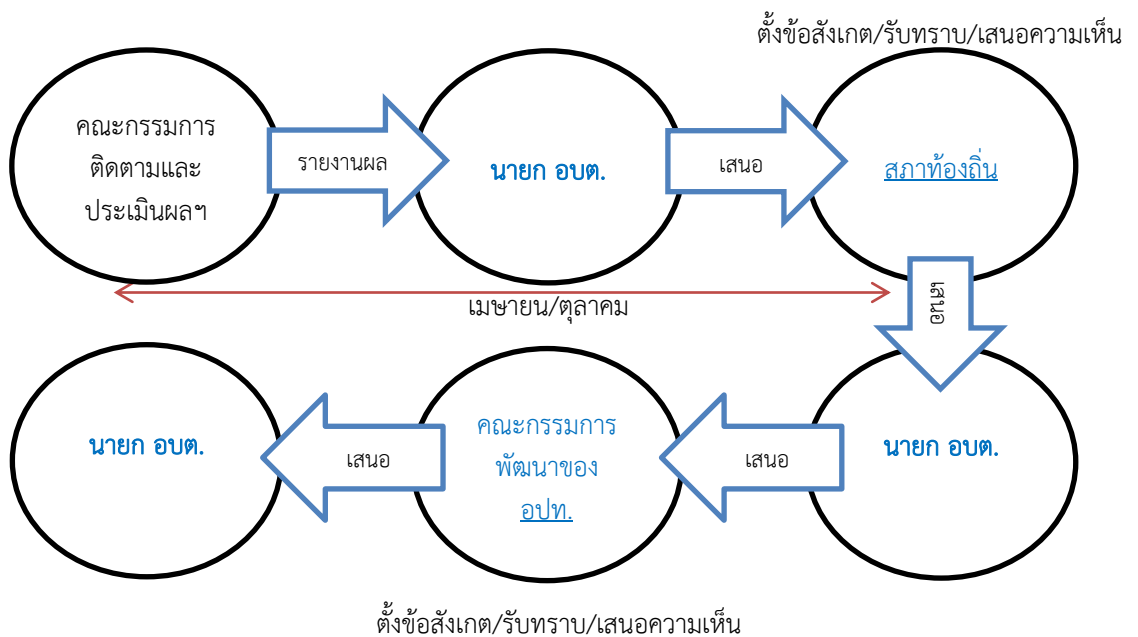 ตั้งข้อสังเกต/รับทราบ/เสนอความเห็น
คณะกรรมการ
ติดตามและ
ประเมินผลฯ
รายงานผล
นายก อบต.
เสนอ
สภาท้องถิ่น
เสนอ
เมษายน/ตุลาคม
นายก อบต.
เสนอ
คณะกรรมการ
พัฒนาของ
อปท.
เสนอ
นายก อบต.
ตั้งข้อสังเกต/รับทราบ/เสนอความเห็น